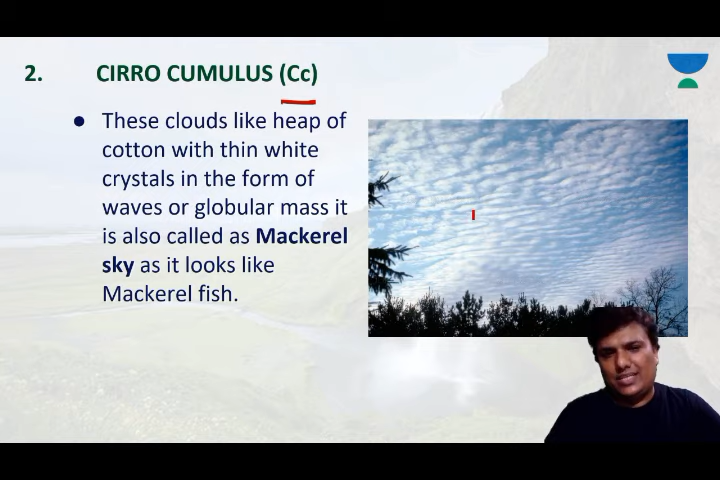 2. CIRRO CUMULUS (Cc)
● These clouds like heap of
cotton with thin white
crystals in the form of
waves or globular mass it
is also called as Mackerel
sky as it looks like
Mackerel fish.